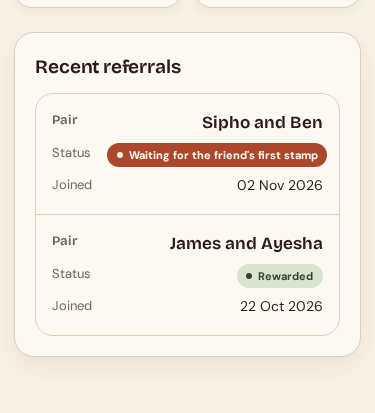 Recent referrals
Pair Sipho and Ben
Status Waiting for the friend's first stamp
Joined 02 Nov 2026
Pair James and Ayesha
Status Rewarded
Joined 22 Oct 2026